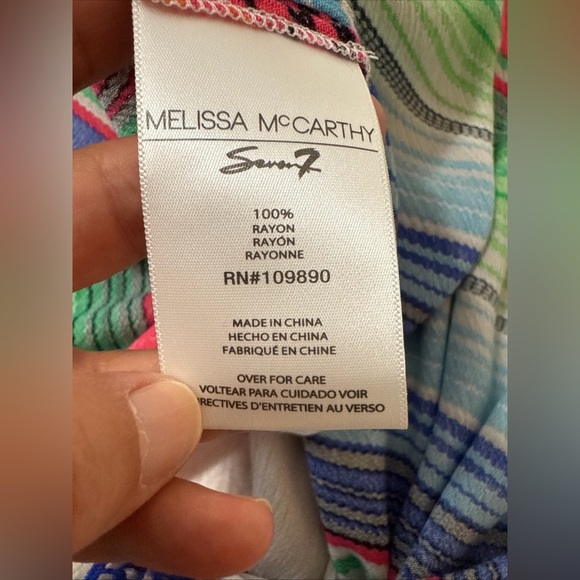 MELISSA McCARTHY
Seven7
100%
RAYON
RAYÓN
RAYONNE
RN#109890
MADE IN CHINA
HECHO EN CHINA
FABRIQUÉ EN CHINE
OVER FOR CARE
VOLTEAR PARA CUIDADO VOIR
DIRECTIVES D'ENTRETIEN AU VERSO